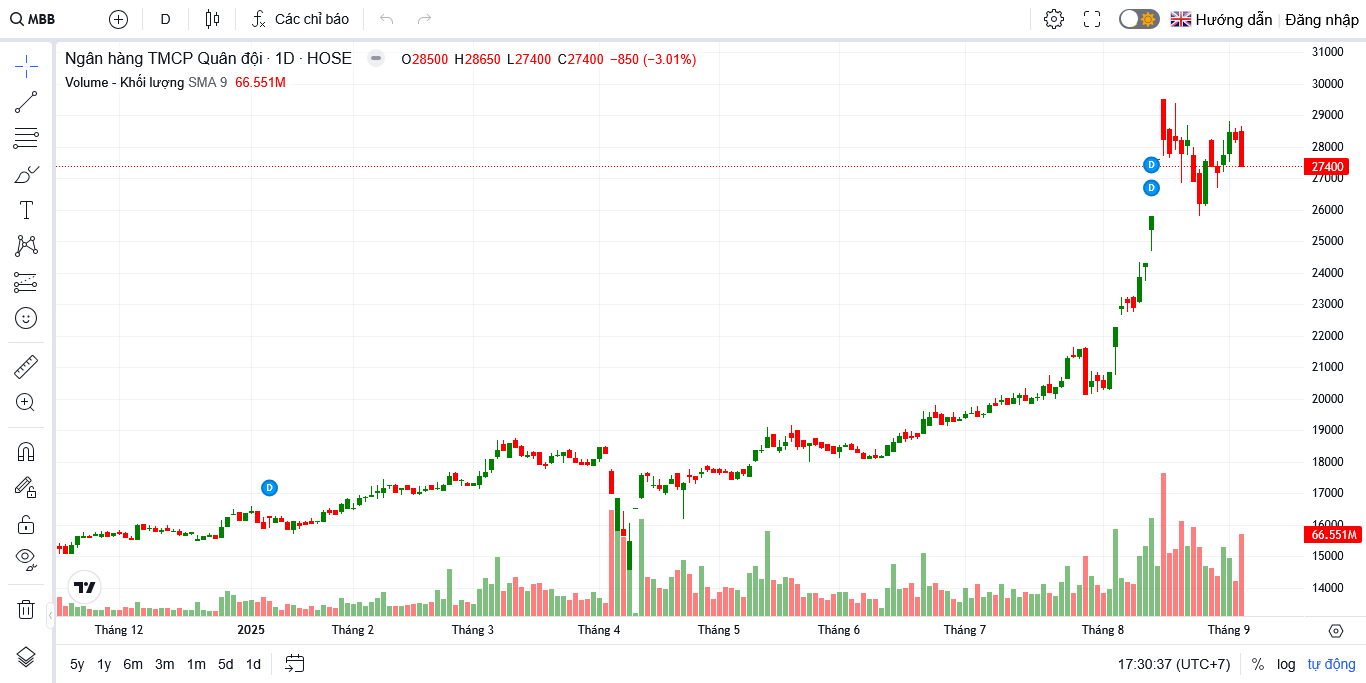 MBB D Các chỉ báo Hướng dẫn Đăng nhập
Ngân hàng TMCP Quân đội · 1D · HOSE O28500 H28650 L27400 C27400 −850 (−3.01%)
Volume - Khối lượng SMA 9 66.551M
31000
30000
29000
28000
27400
27000
26000
25000
24000
23000
22000
21000
20000
19000
18000
17000
16000
66.551M
15000
14000
D
D
D
Tháng 12 2025 Tháng 2 Tháng 3 Tháng 4 Tháng 5 Tháng 6 Tháng 7 Tháng 8 Tháng 9
5y 1y 6m 3m 1m 5d 1d 17:30:37 (UTC+7) % log tự động